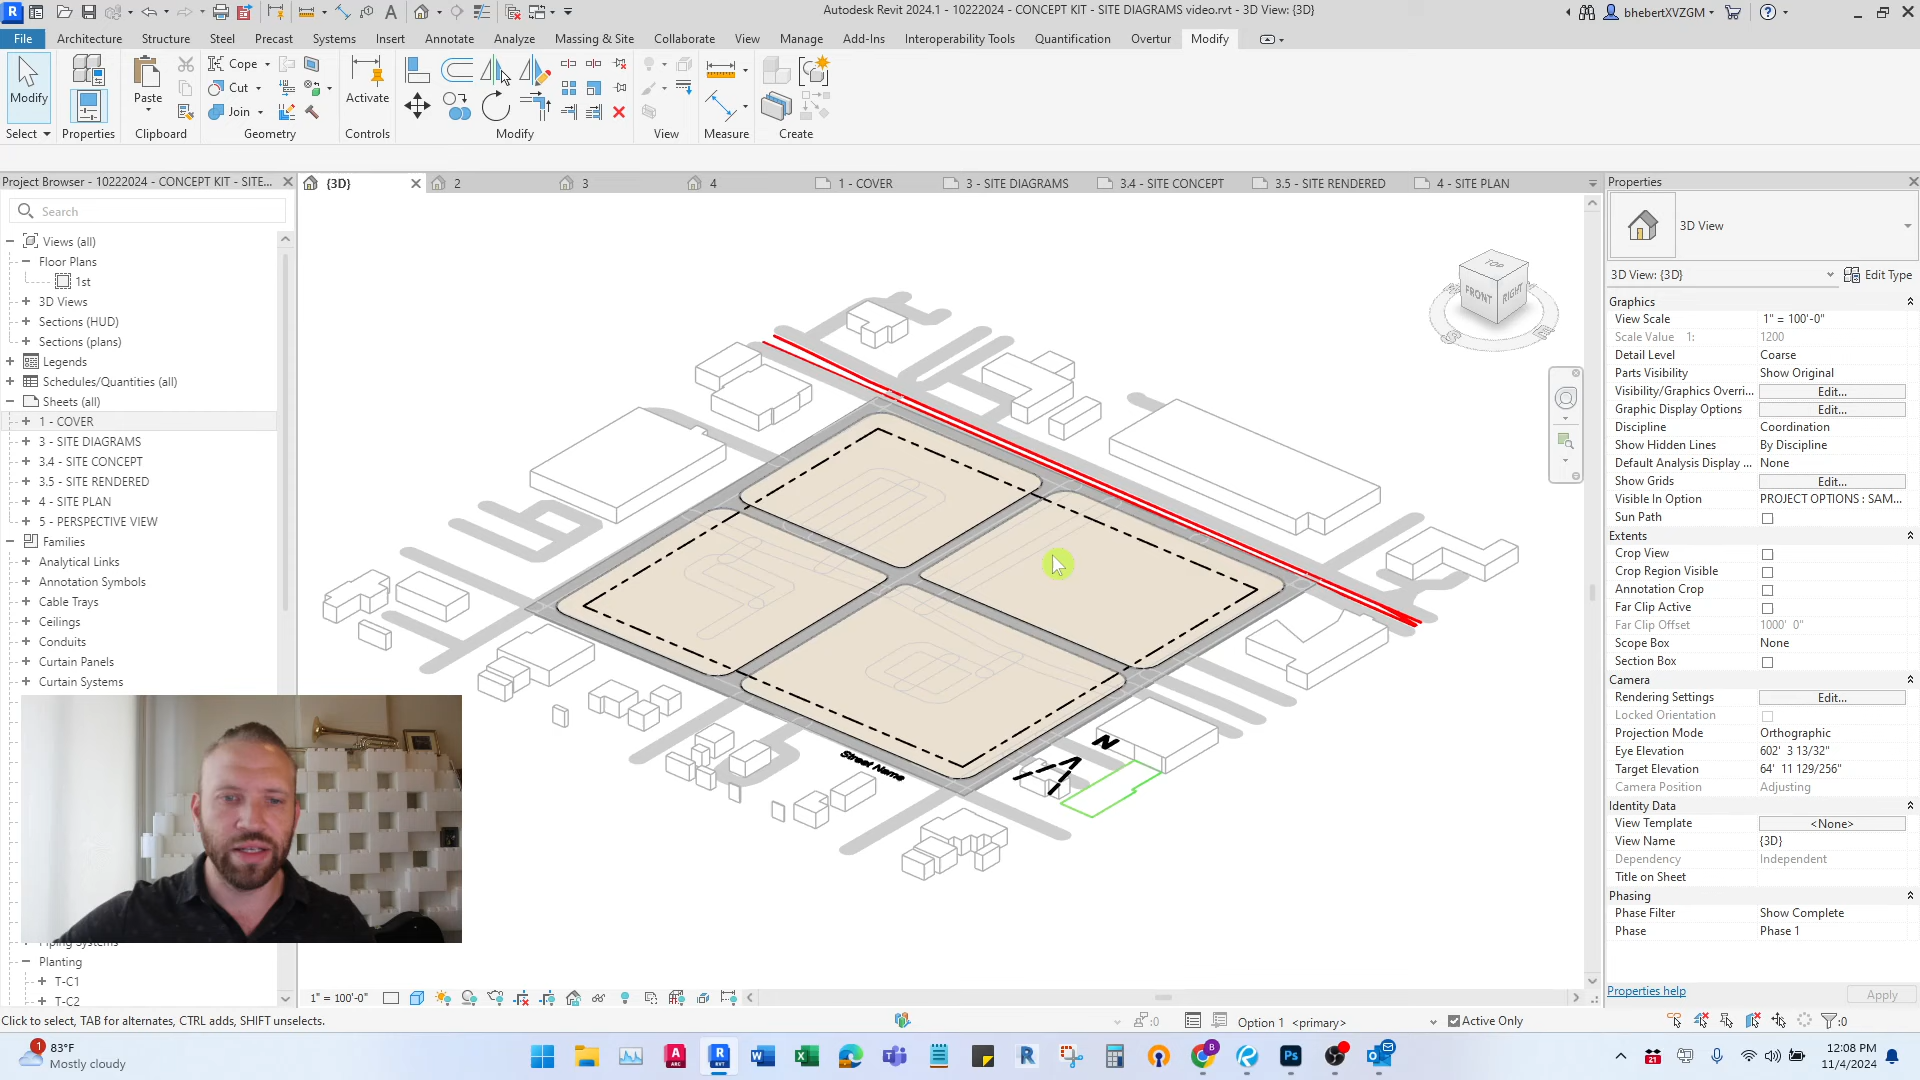 Autodesk Revit 2024.1 - 10222024 - CONCEPT KIT - SITE DIAGRAMS video.rvt - 3D View: {3D}
bhebertXVZGM
File Architecture Structure Steel Precast Systems Insert Annotate Analyze Massing & Site Collaborate View Manage Add-Ins Interoperability Tools Quantification Overtur Modify
Modify
Paste
Cope
Cut
Join
Activate
Select Properties Clipboard Geometry Controls Modify View Measure Create
Project Browser - 10222024 - CONCEPT KIT - SITE...
Search
Views (all)
Floor Plans
1st
3D Views
Sections (HUD)
Sections (plans)
Legends
Schedules/Quantities (all)
Sheets (all)
1 - COVER
3 - SITE DIAGRAMS
3.4 - SITE CONCEPT
3.5 - SITE RENDERED
4 - SITE PLAN
5 - PERSPECTIVE VIEW
Families
Analytical Links
Annotation Symbols
Cable Trays
Ceilings
Conduits
Curtain Panels
Curtain Systems
Piping Systems
Planting
T-C1
T-C2
{3D} 2 3 4 1 - COVER 3 - SITE DIAGRAMS 3.4 - SITE CONCEPT 3.5 - SITE RENDERED 4 - SITE PLAN
TOP
FRONT RIGHT
S E
Street Name
N
Properties
3D View
3D View: {3D} Edit Type
Graphics
View Scale 1" = 100'-0"
Scale Value 1: 1200
Detail Level Coarse
Parts Visibility Show Original
Visibility/Graphics Overri... Edit...
Graphic Display Options Edit...
Discipline Coordination
Show Hidden Lines By Discipline
Default Analysis Display ... None
Show Grids Edit...
Visible In Option PROJECT OPTIONS : SAM...
Sun Path
Extents
Crop View
Crop Region Visible
Annotation Crop
Far Clip Active
Far Clip Offset 1000' 0"
Scope Box None
Section Box
Camera
Rendering Settings Edit...
Locked Orientation
Projection Mode Orthographic
Eye Elevation 602' 3 13/32"
Target Elevation 64' 11 129/256"
Camera Position Adjusting
Identity Data
View Template <None>
View Name {3D}
Dependency Independent
Title on Sheet
Phasing
Phase Filter Show Complete
Phase Phase 1
Properties help Apply
1" = 100'-0"
Click to select, TAB for alternates, CTRL adds, SHIFT unselects.
:0 Option 1 <primary> Active Only :0
1 83°F
Mostly cloudy
21
12:08 PM
11/4/2024